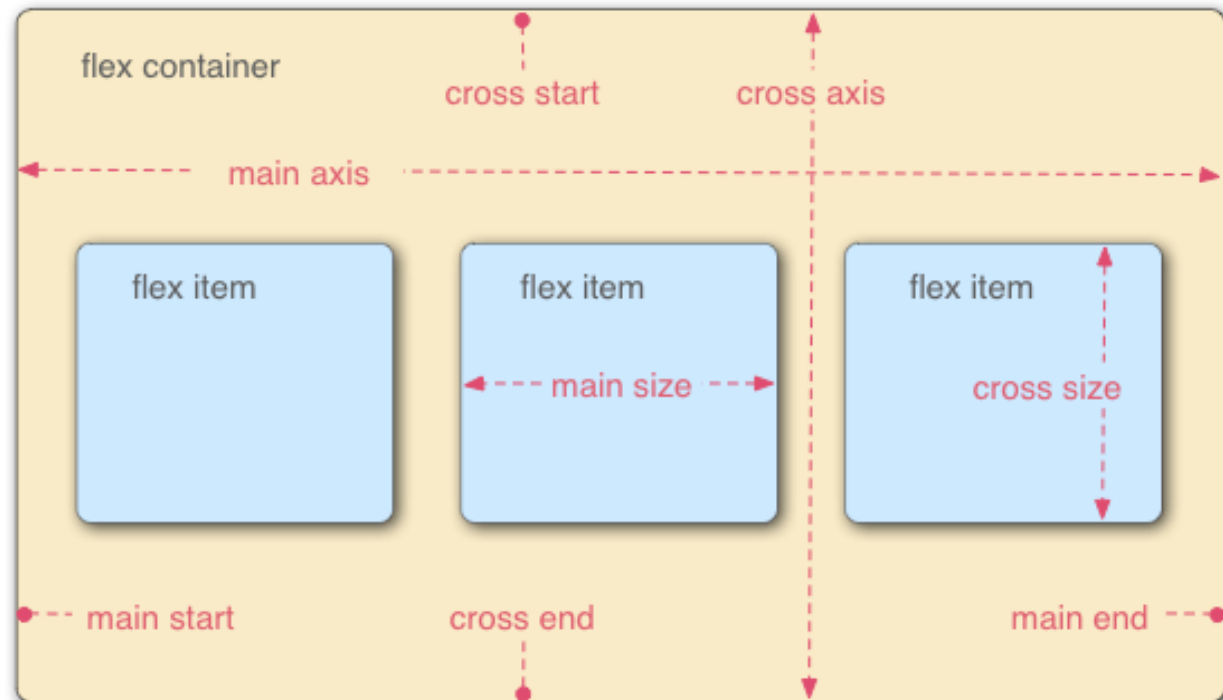 flex container
cross start
cross axis
main axis
flex item
flex item
flex item
main size
cross size
main start
cross end
main end